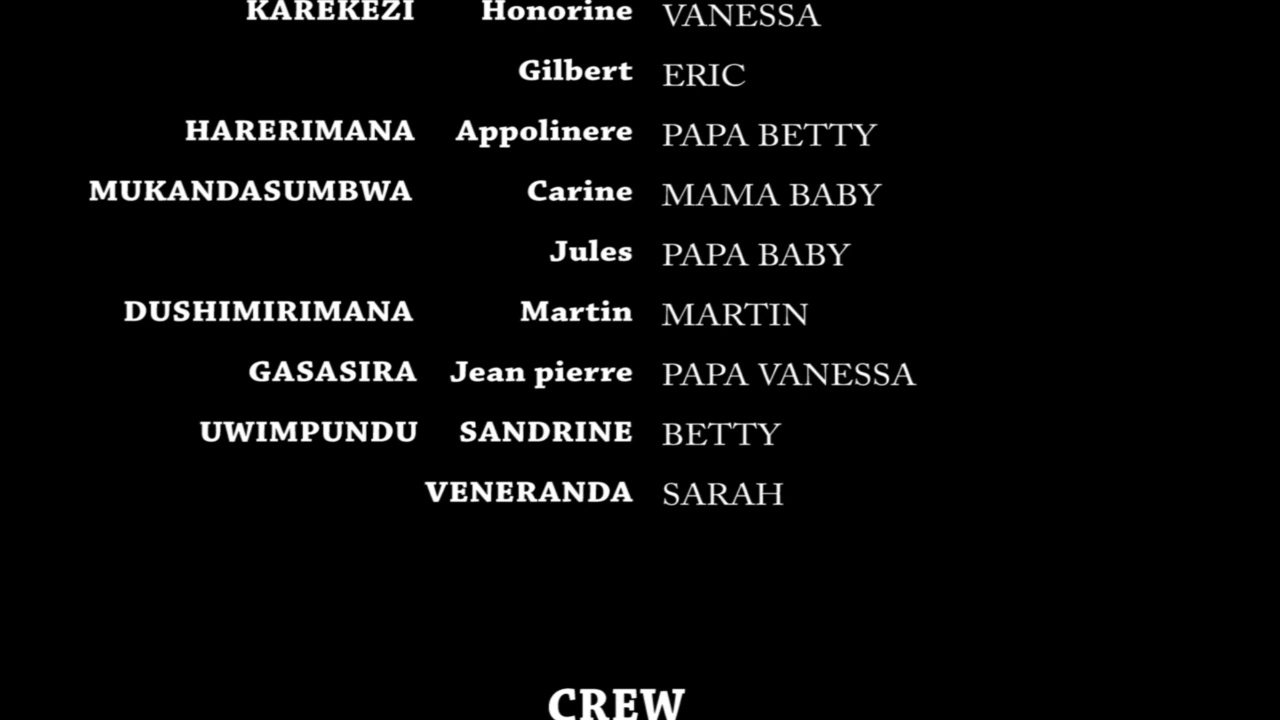 KAREKEZI Honorine VANESSA
Gilbert ERIC
HARERIMANA Appolinere PAPA BETTY
MUKANDASUMBWA Carine MAMA BABY
Jules PAPA BABY
DUSHIMIRIMANA Martin MARTIN
GASASIRA Jean pierre PAPA VANESSA
UWIMPUNDU SANDRINE BETTY
VENERANDA SARAH
CREW